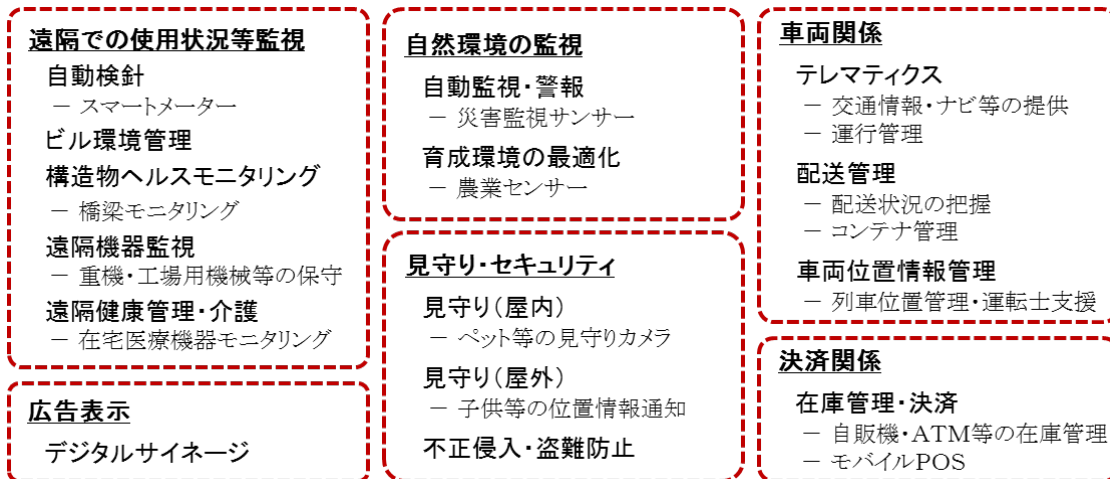 遠隔での使用状況等監視
自動検針
－ スマートメーター
ビル環境管理
構造物ヘルスモニタリング
－ 橋梁モニタリング
遠隔機器監視
－ 重機・工場用機械等の保守
遠隔健康管理・介護
－ 在宅医療機器モニタリング
広告表示
デジタルサイネージ
自然環境の監視
自動監視・警報
－ 災害監視サンサー
育成環境の最適化
－ 農業センサー
見守り・セキュリティ
見守り（屋内）
－ ペット等の見守りカメラ
見守り（屋外）
－ 子供等の位置情報通知
不正侵入・盗難防止
車両関係
テレマティクス
－ 交通情報・ナビ等の提供
－ 運行管理
配送管理
－ 配送状況の把握
－ コンテナ管理
車両位置情報管理
－ 列車位置管理・運転士支援
決済関係
在庫管理・決済
－ 自販機・ATM等の在庫管理
－ モバイルPOS